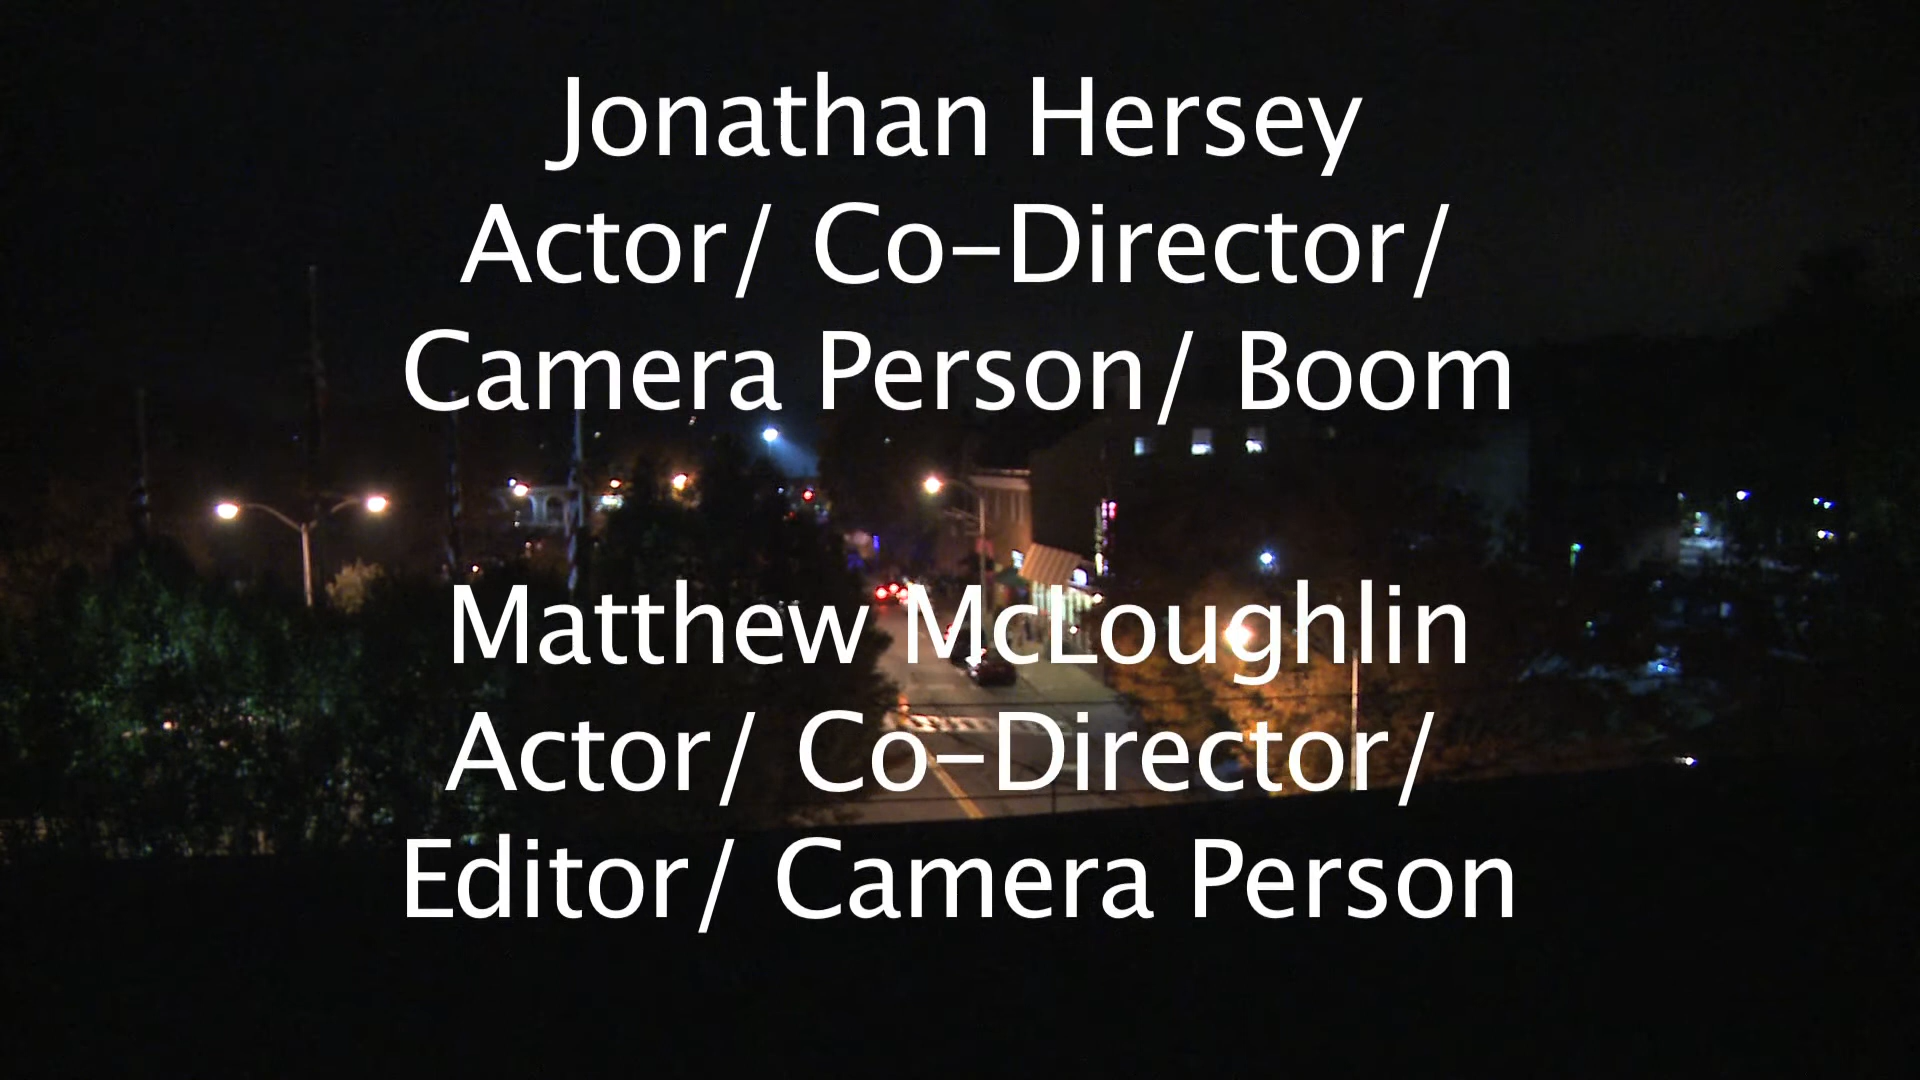 Jonathan Hersey
Actor/ Co-Director/
Camera Person/ Boom
Matthew McLoughlin
Actor/ Co-Director/
Editor/ Camera Person